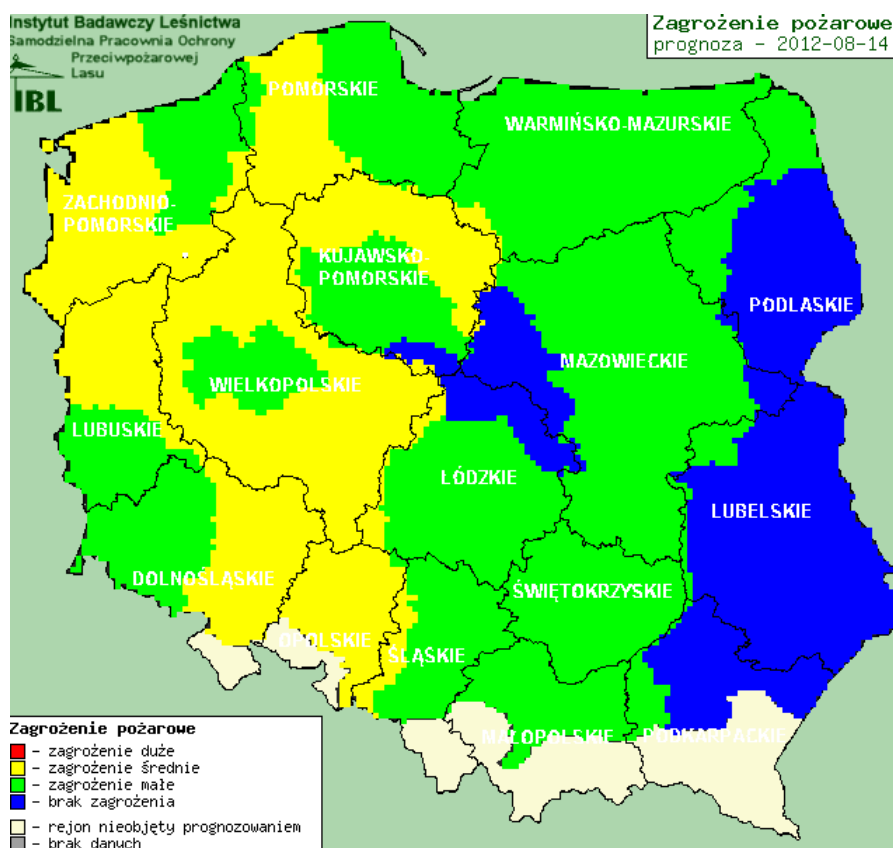 Instytut Badawczy Leśnictwa
Samodzielna Pracownia Ochrony
Przeciwpożarowej
Lasu
IBL
Zagrożenie pożarowe
prognoza - 2012-08-14
POMORSKIE
WARMIŃSKO-MAZURSKIE
ZACHODNIO-
POMORSKIE
KUJAWSKO-
POMORSKIE
PODLASKIE
MAZOWIECKIE
WIELKOPOLSKIE
LUBUSKIE
ŁÓDZKIE
LUBELSKIE
DOLNOŚLĄSKIE
ŚWIĘTOKRZYSKIE
OPOLSKIE
ŚLĄSKIE
MAŁOPOLSKIE
PODKARPACKIE
Zagrożenie pożarowe
- zagrożenie duże
- zagrożenie średnie
- zagrożenie małe
- brak zagrożenia
- rejon nieobjęty prognozowaniem
- brak danych